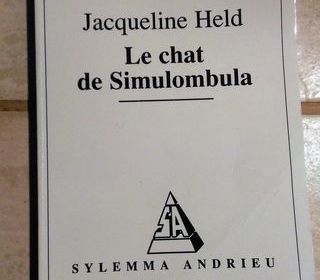 Jacqueline Held
Le chat
de Simulombula
SA
SYLEMMA ANDRIEU